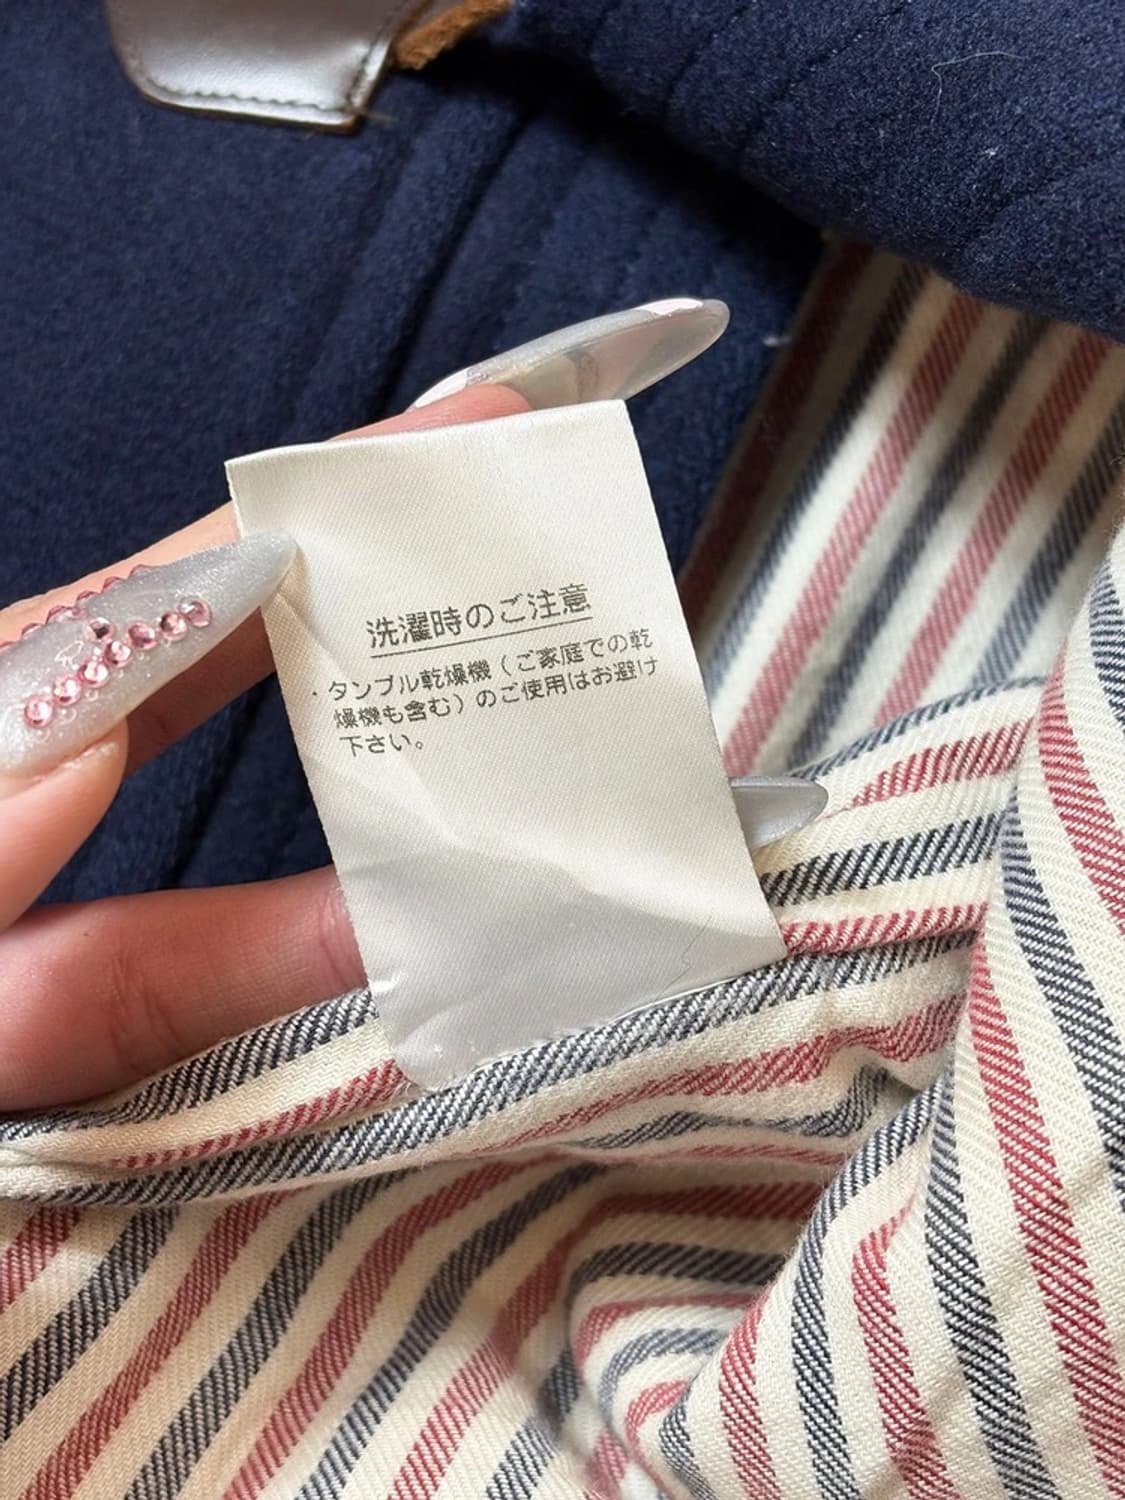 洗濯時のご注意
・タンブル乾燥機（ご家庭での乾
燥機も含む）のご使用はお避け
下さい。